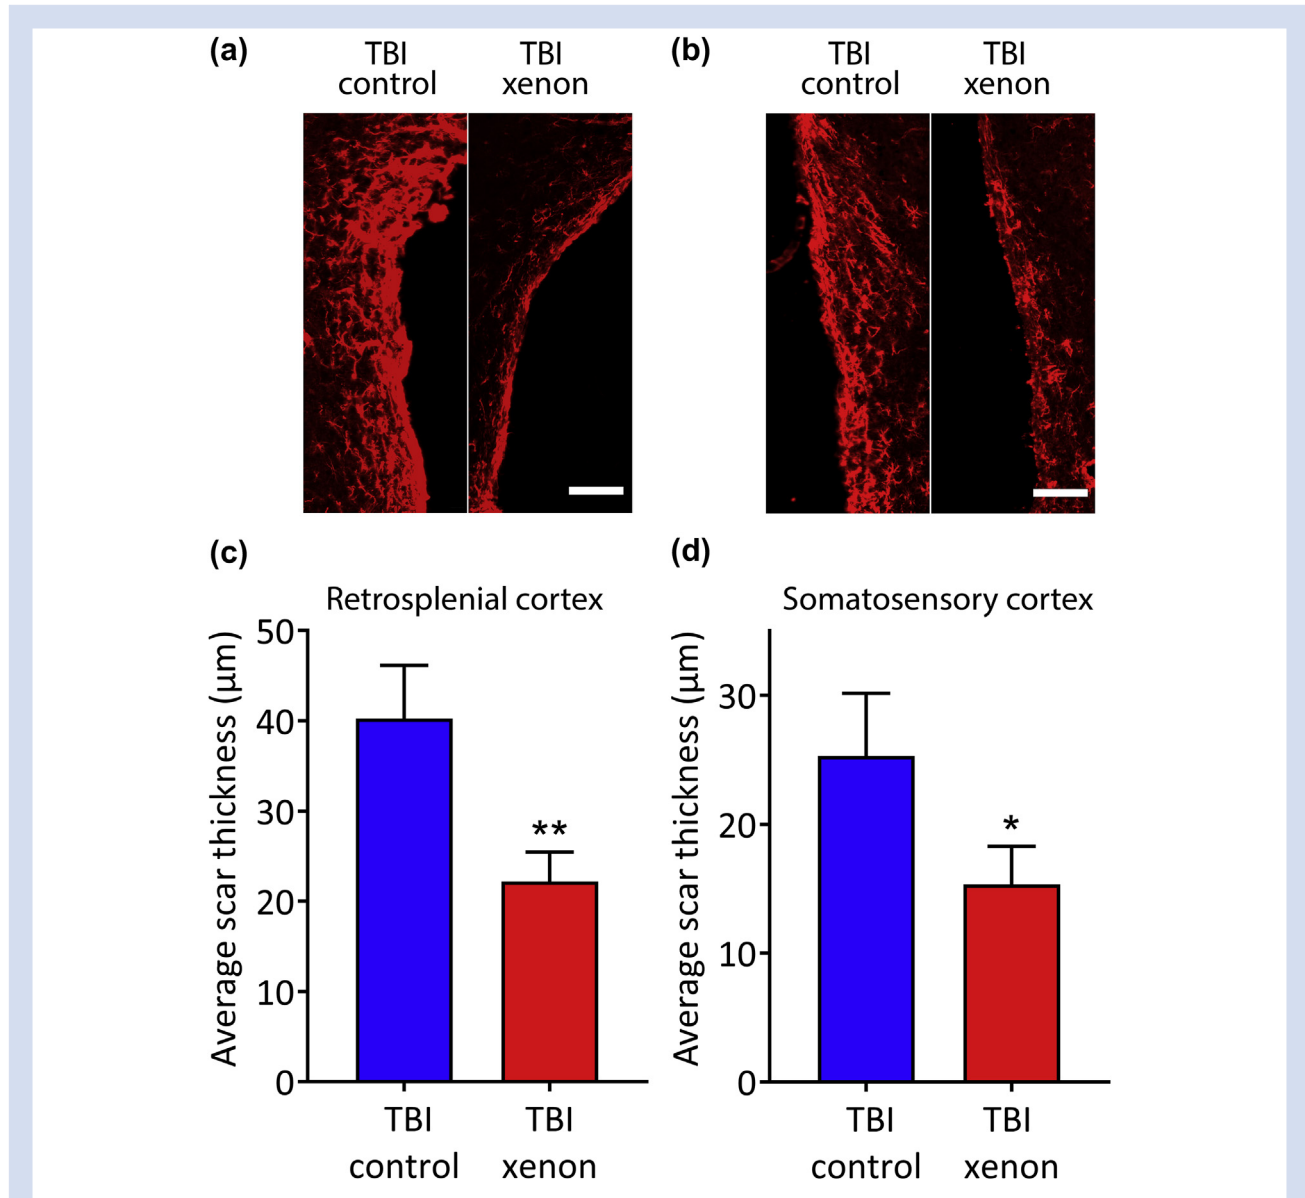 (a)
TBI
control
TBI
xenon
(b)
TBI
control
TBI
xenon
(c)
Retrosplenial cortex
Average scar thickness (µm)
50
40
30
20
10
0
TBI
control
**
TBI
xenon
(d)
Somatosensory cortex
Average scar thickness (µm)
30
20
10
0
TBI
control
*
TBI
xenon